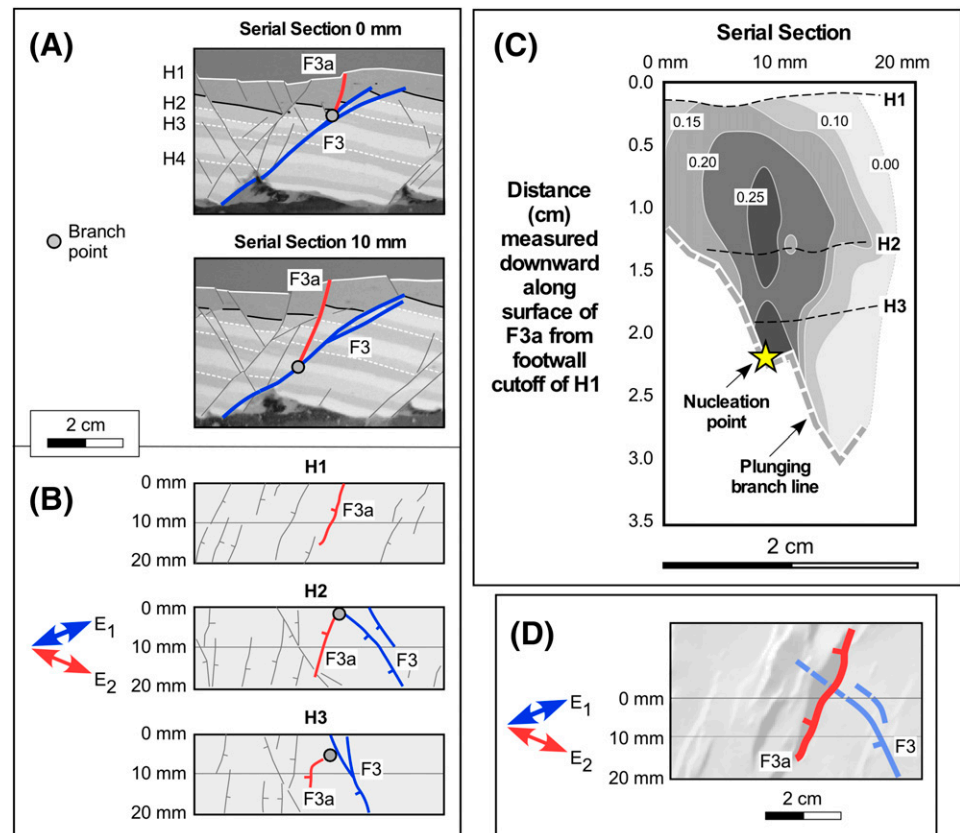 (A)
Serial Section 0 mm
F3a
H1
H2
H3
H4
F3
Branch
point
Serial Section 10 mm
F3a
F3
2 cm
(B)
H1
0 mm
10 mm
20 mm
F3a
H2
0 mm
10 mm
20 mm
F3a
F3
E1
E2
H3
0 mm
10 mm
20 mm
F3a
F3
(C)
Serial Section
0 mm
10 mm
20 mm
0.0
0.5
1.0
1.5
2.0
2.5
3.0
3.5
Distance
(cm)
measured
downward
along
surface of
F3a from
footwall
cutoff of H1
H1
0.15
0.10
0.20
0.00
0.25
H2
H3
Nucleation
point
Plunging
branch line
2 cm
(D)
E1
E2
0 mm
10 mm
20 mm
F3a
F3
2 cm